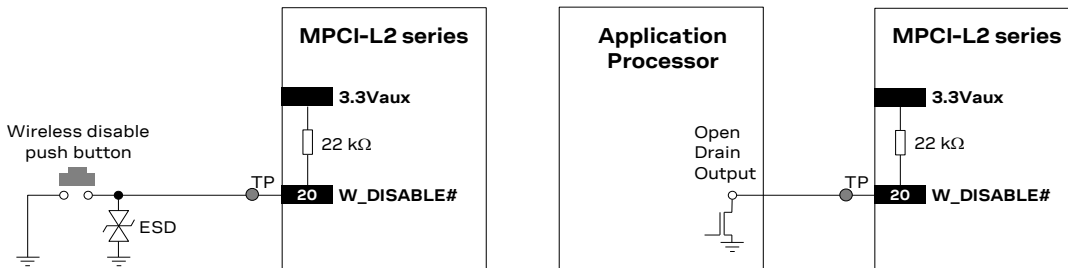 MPCI-L2 series
3.3Vaux
22 kΩ
Wireless disable
push button
TP
20 W_DISABLE#
ESD
Application
Processor
Open
Drain
Output
MPCI-L2 series
3.3Vaux
22 kΩ
TP
20 W_DISABLE#